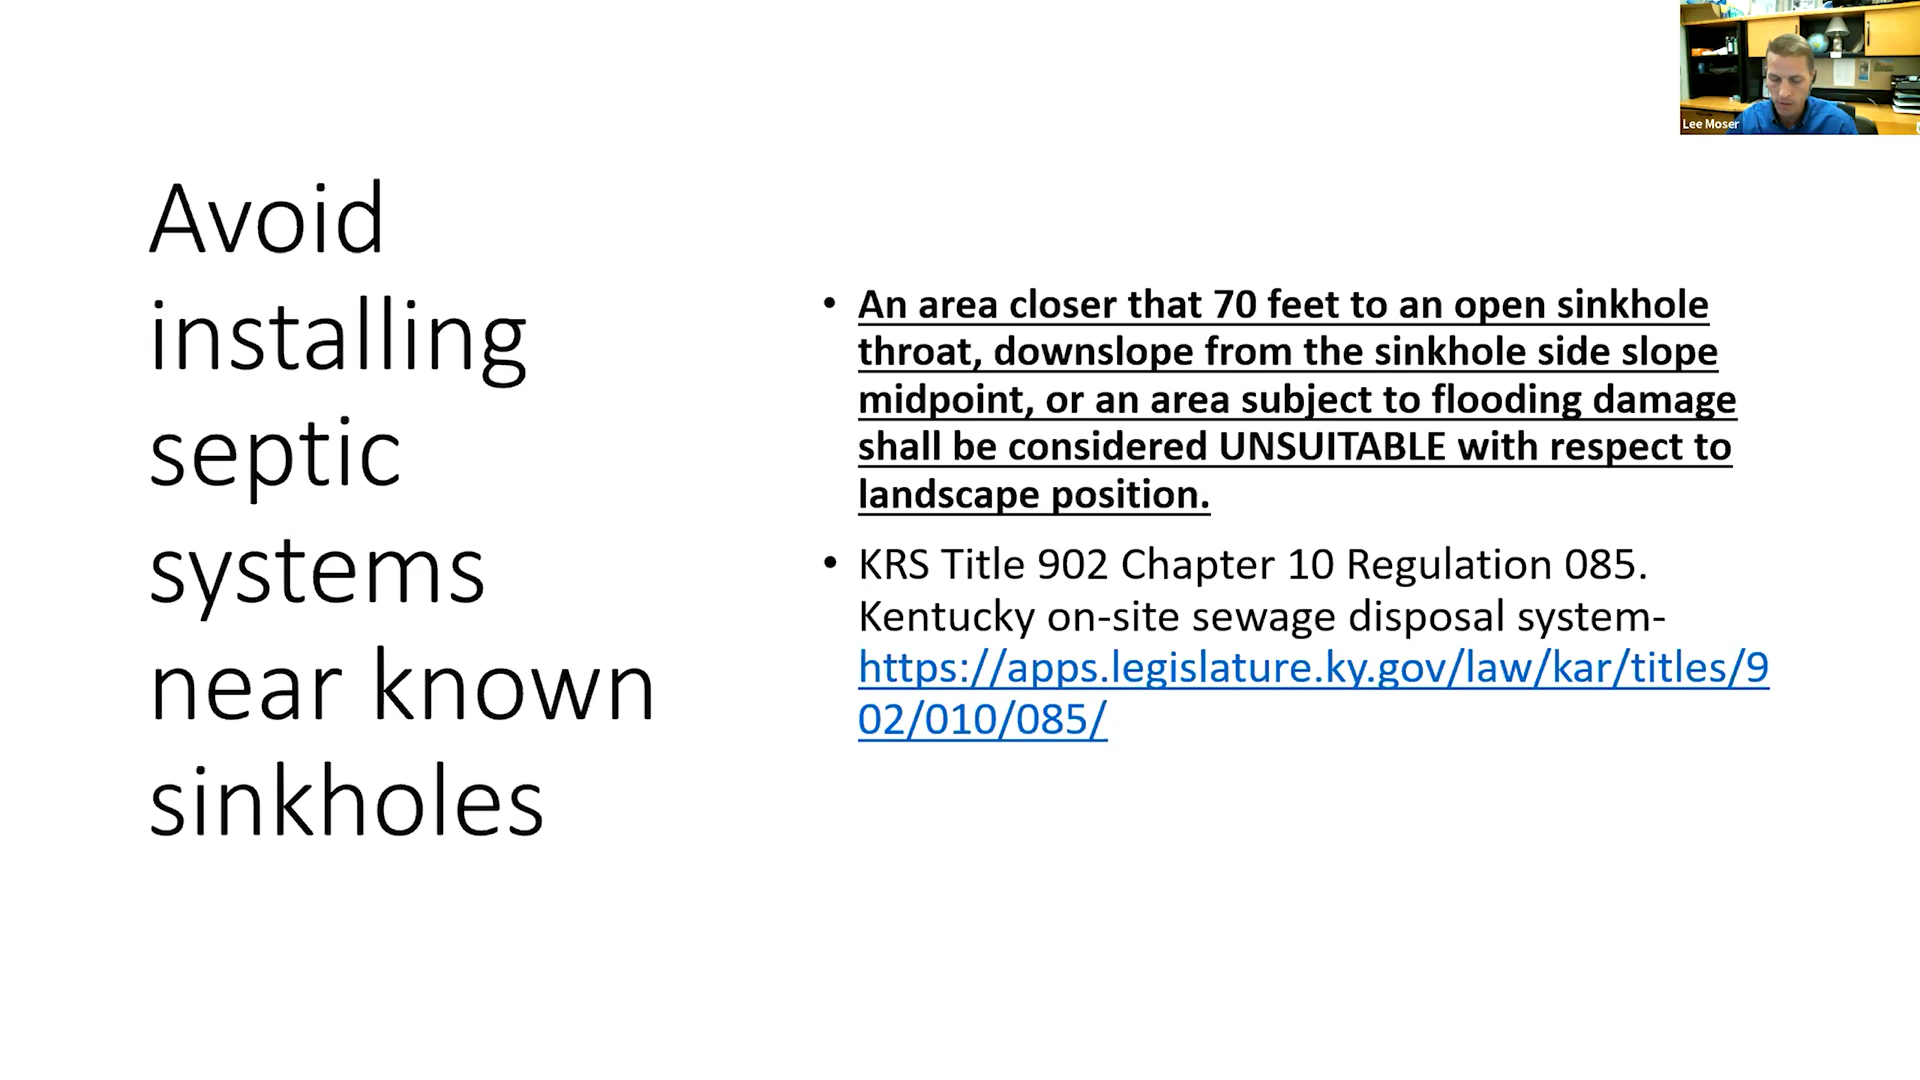 Avoid
installing
septic
systems
near known
sinkholes
• An area closer that 70 feet to an open sinkhole
throat, downslope from the sinkhole side slope
midpoint, or an area subject to flooding damage
shall be considered UNSUITABLE with respect to
landscape position.
• KRS Title 902 Chapter 10 Regulation 085.
Kentucky on-site sewage disposal system-
https://apps.legislature.ky.gov/law/kar/titles/9
02/010/085/
Lee Moser